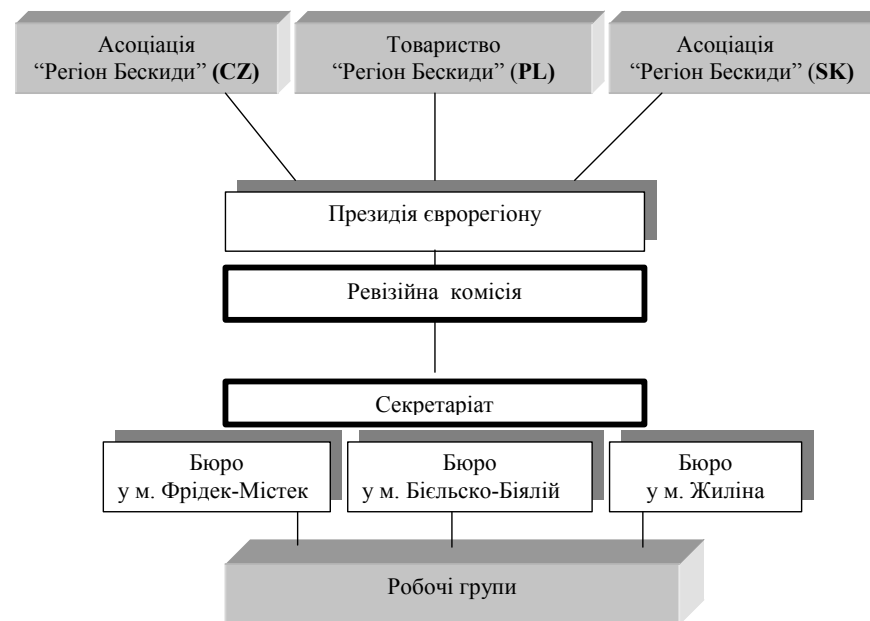 Асоціація
“Регіон Бескиди” (CZ)
Товариство
“Регіон Бескиди” (PL)
Асоціація
“Регіон Бескиди” (SK)
Президія єврорегіону
Ревізійна комісія
Секретаріат
Бюро
у м. Фрідек-Містек
Бюро
у м. Бієльско-Біялій
Бюро
у м. Жиліна
Робочі групи